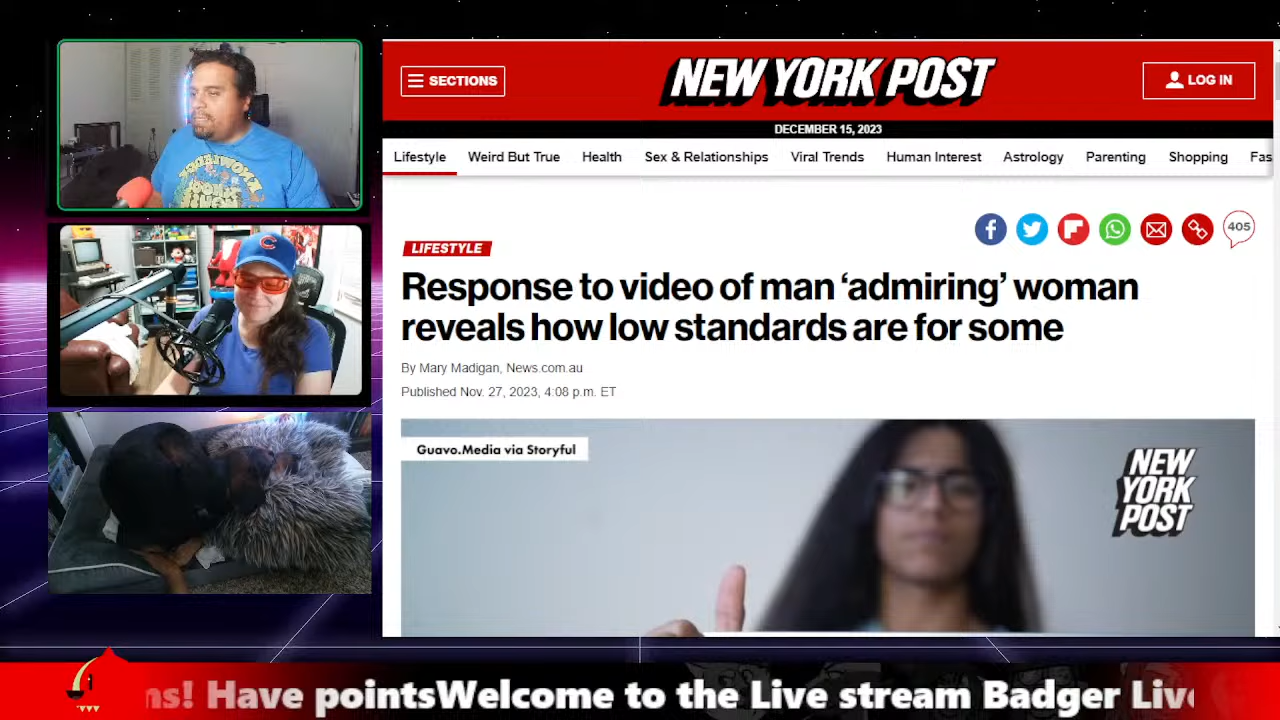 SECTIONS
NEW YORK POST
LOG IN
DECEMBER 15, 2023
Lifestyle Weird But True Health Sex & Relationships Viral Trends Human Interest Astrology Parenting Shopping Fas
405
LIFESTYLE
Response to video of man ‘admiring’ woman
reveals how low standards are for some
By Mary Madigan, News.com.au
Published Nov. 27, 2023, 4:08 p.m. ET
Guavo.Media via Storyful
NEW
YORK
POST
C
ns! Have pointsWelcome to the Live stream Badger Live